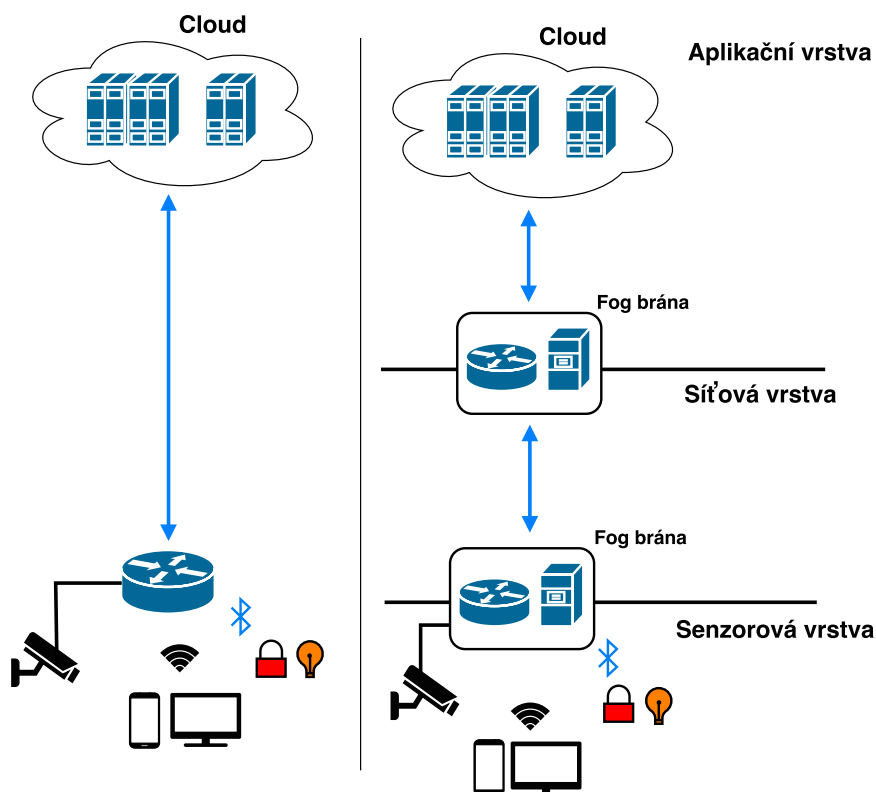 Cloud
Cloud
Aplikační vrstva
Fog brána
Síťová vrstva
Fog brána
Senzorová vrstva